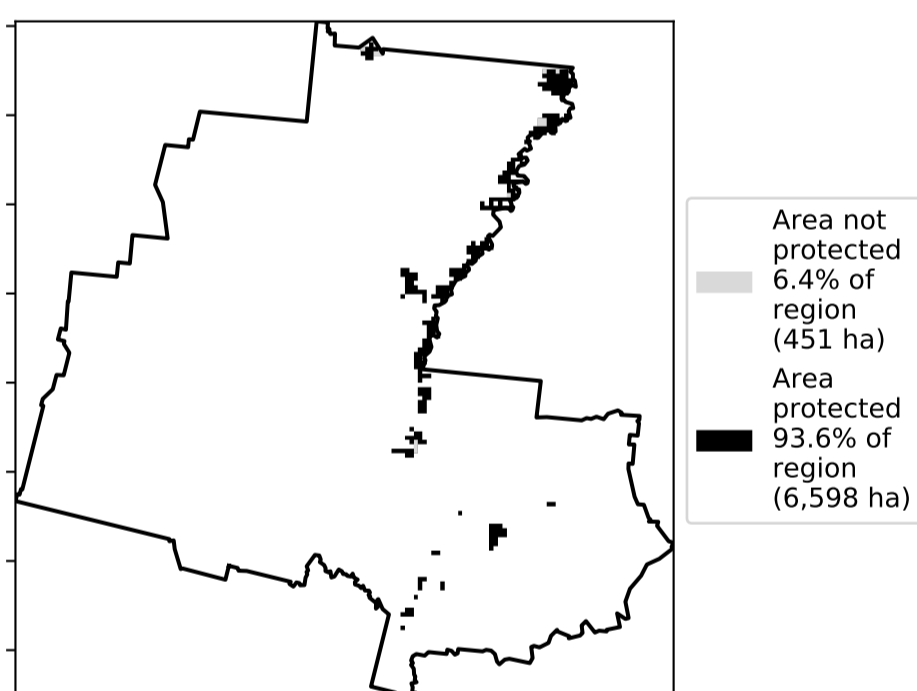 Area not
protected
6.4% of
region
(451 ha)
Area
protected
93.6% of
region
(6,598 ha)